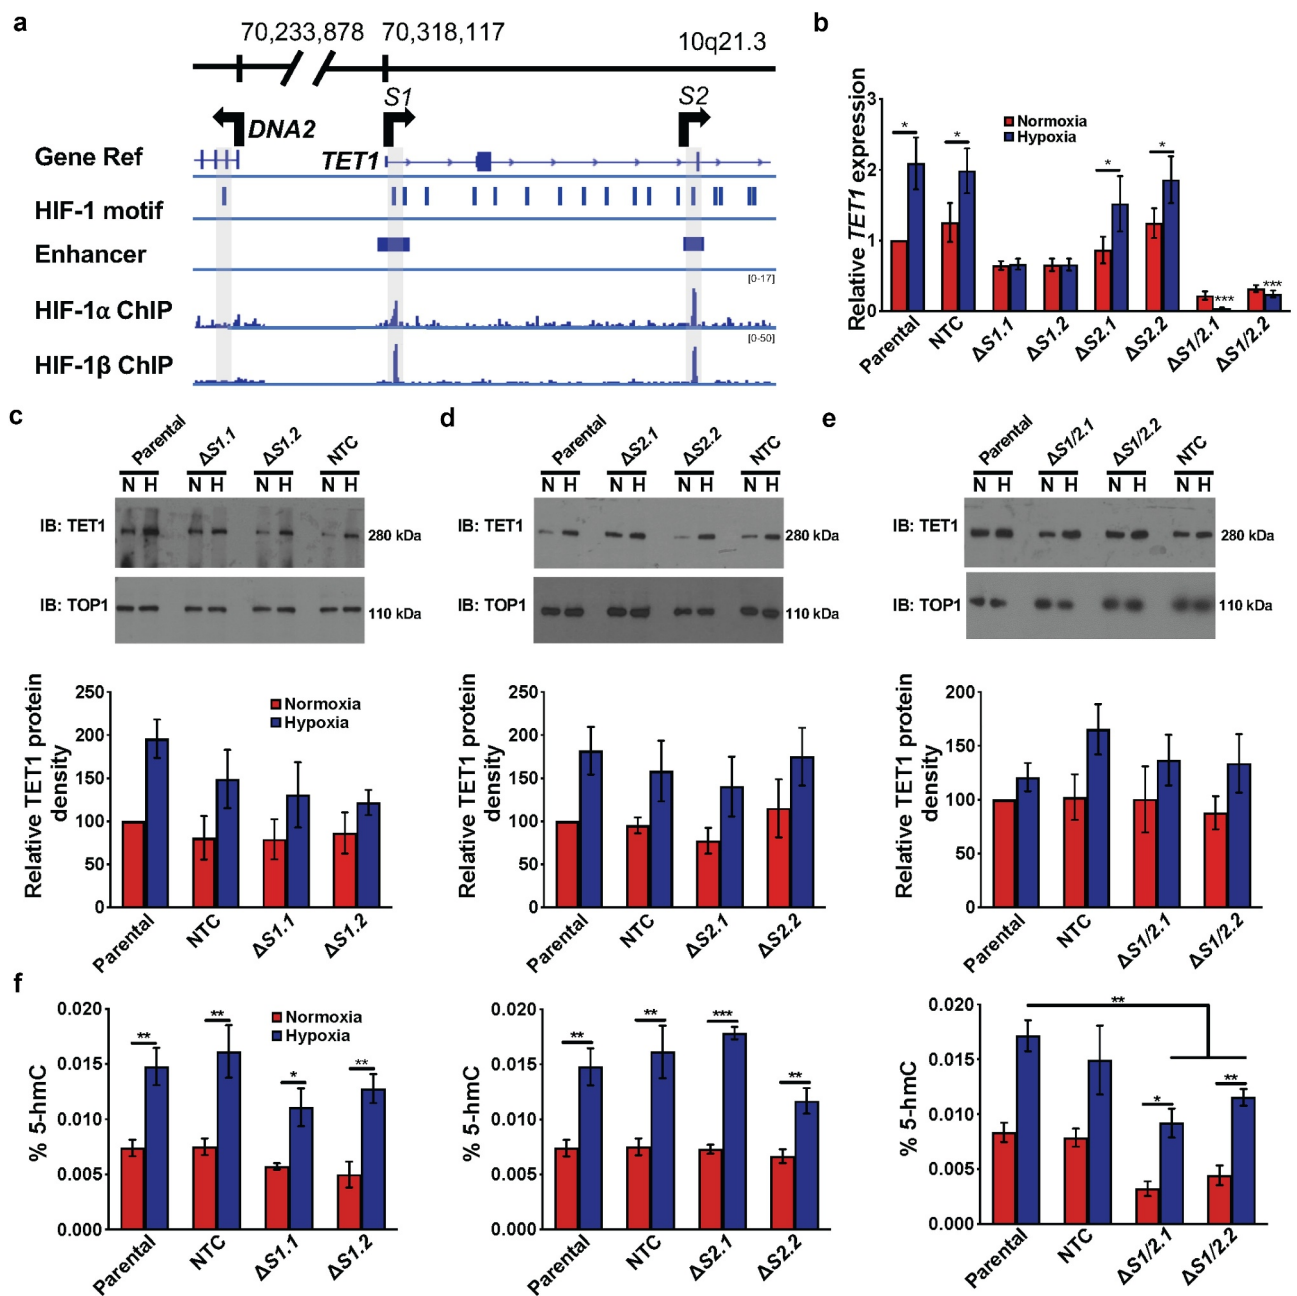 a
70,233,878 70,318,117 10q21.3
S1 S2
DNA2
TET1
Gene Ref
HIF-1 motif
Enhancer
[0-17]
HIF-1α ChIP
[0-50]
HIF-1β ChIP
b
Relative TET1 expression
3
2
1
0
Normoxia
Hypoxia
* * * * *** ***
Parental NTC ΔS1.1 ΔS1.2 ΔS2.1 ΔS2.2 ΔS1/2.1 ΔS1/2.2
c
Parental ΔS1.1 ΔS1.2 NTC
N H N H N H N H
IB: TET1 280 kDa
IB: TOP1 110 kDa
Relative TET1 protein
density
250
200
150
100
50
0
Normoxia
Hypoxia
Parental NTC ΔS1.1 ΔS1.2
d
Parental ΔS2.1 ΔS2.2 NTC
N H N H N H N H
IB: TET1 280 kDa
IB: TOP1 110 kDa
Relative TET1 protein
density
250
200
150
100
50
0
Parental NTC ΔS2.1 ΔS2.2
e
Parental ΔS1/2.1 ΔS1/2.2 NTC
N H N H N H N H
IB: TET1 280 kDa
IB: TOP1 110 kDa
Relative TET1 protein
density
200
150
100
50
0
Parental NTC ΔS1/2.1 ΔS1/2.2
f
% 5-hmC
0.020
0.015
0.010
0.005
0.000
Normoxia
Hypoxia
** ** * **
Parental NTC ΔS1.1 ΔS1.2
% 5-hmC
0.020
0.015
0.010
0.005
0.000
** ** *** **
Parental NTC ΔS2.1 ΔS2.2
% 5-hmC
0.020
0.015
0.010
0.005
0.000
**
* **
Parental NTC ΔS1/2.1 ΔS1/2.2